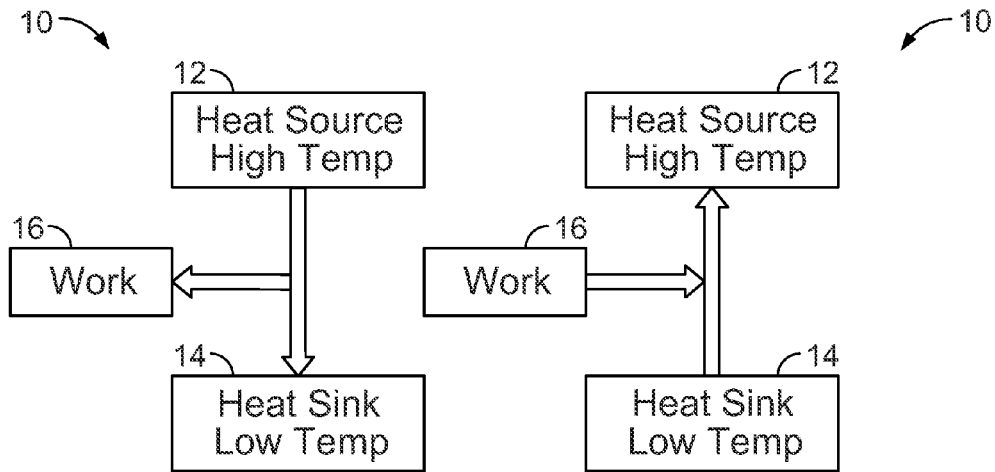 10
10
12
Heat Source
High Temp
12
Heat Source
High Temp
16
Work
16
Work
14
Heat Sink
Low Temp
14
Heat Sink
Low Temp